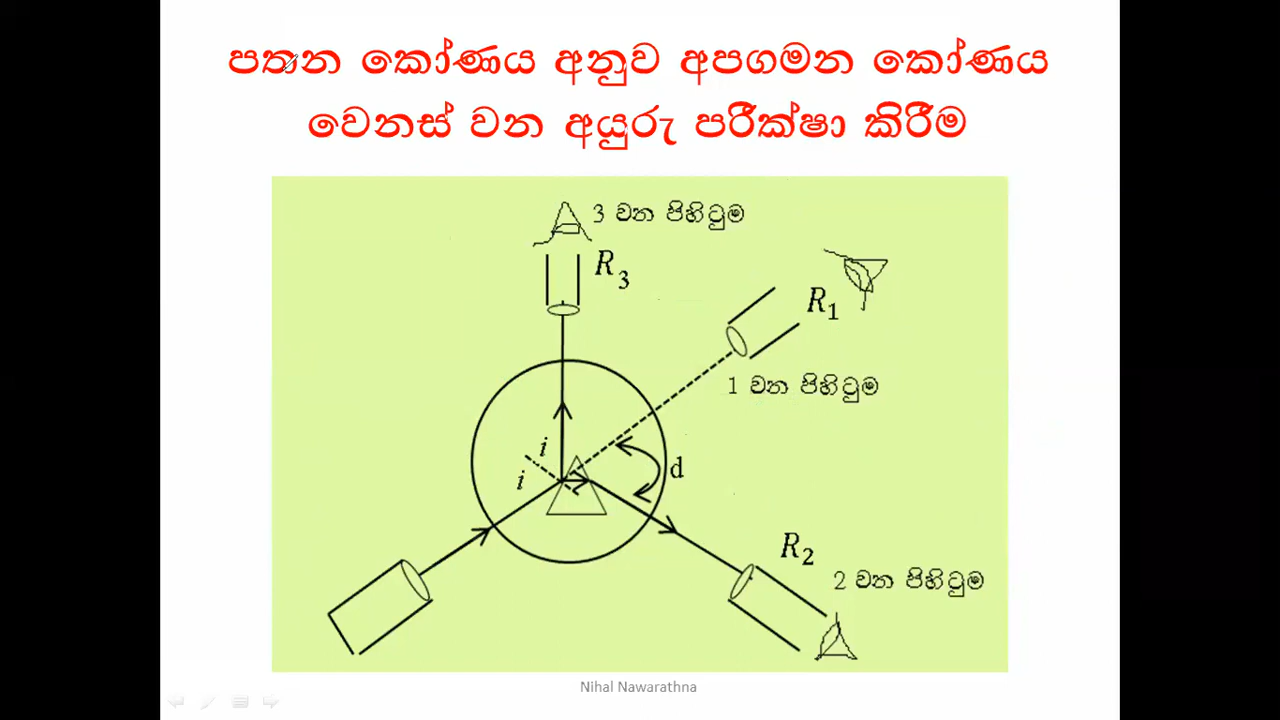 පතන කෝණය අනුව අපගමන කෝණය
වෙනස් වන අයුරු පරීක්ෂා කිරීම
3 වන පිහිටුම
R₃
R₁
1 වන පිහිටුම
i
i
d
R₂
2 වන පිහිටුම
Nihal Nawarathna